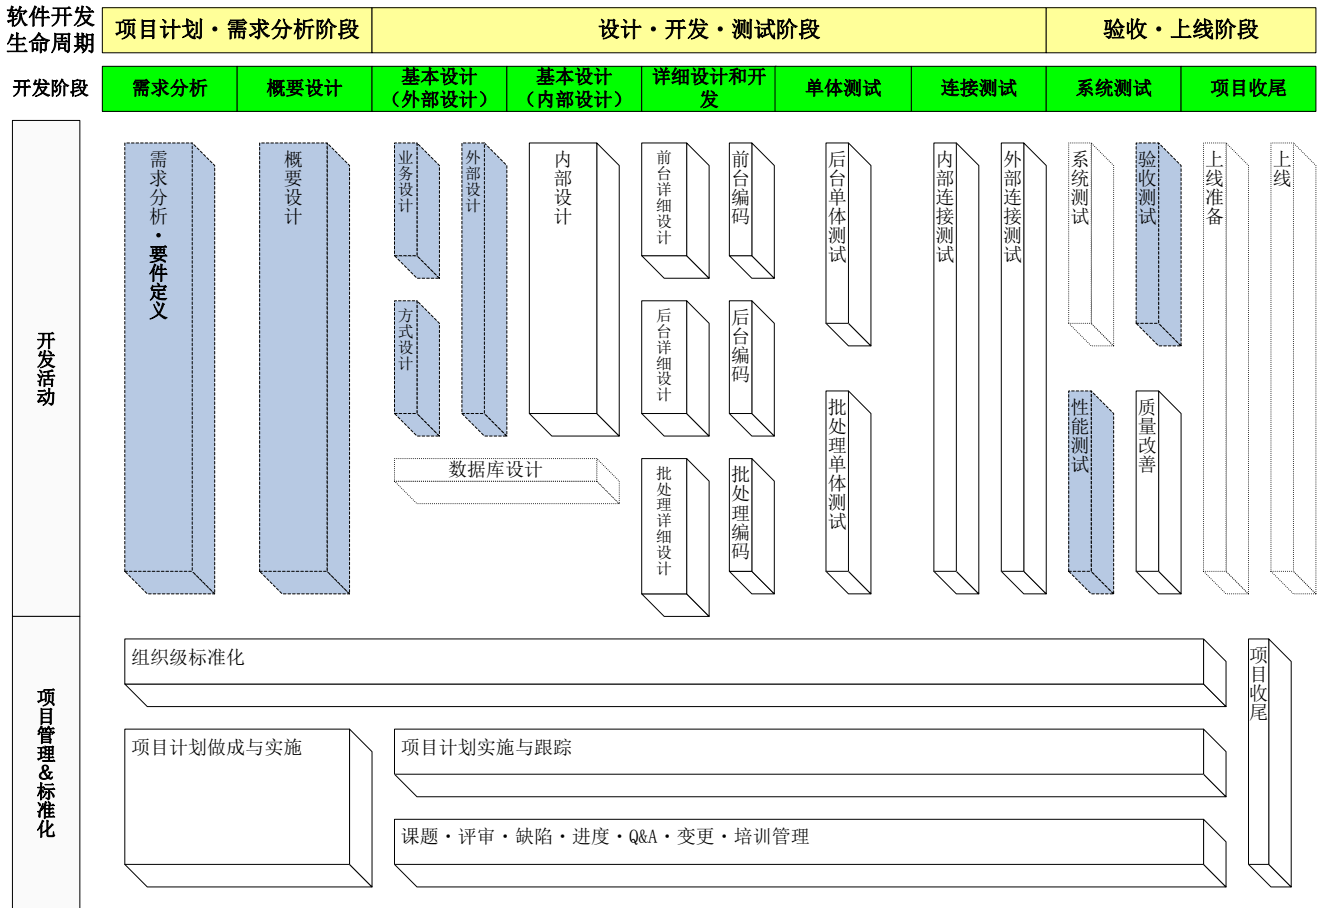 软件开发
生命周期
项目计划・需求分析阶段
设计・开发・测试阶段
验收・上线阶段
开发阶段
需求分析
概要设计
基本设计
（外部设计）
基本设计
（内部设计）
详细设计和开
发
单体测试
连接测试
系统测试
项目收尾
开发活动
需求分析・要件定义
概要设计
业务设计
外部设计
方式设计
内部设计
数据库设计
前台详细设计
前台编码
后台详细设计
后台编码
批处理详细设计
批处理编码
后台单体测试
批处理单体测试
内部连接测试
外部连接测试
系统测试
验收测试
性能测试
质量改善
上线准备
上线
项目管理&标准化
组织级标准化
项目收尾
项目计划做成与实施
项目计划实施与跟踪
课题・评审・缺陷・进度・Q&A・变更・培训管理